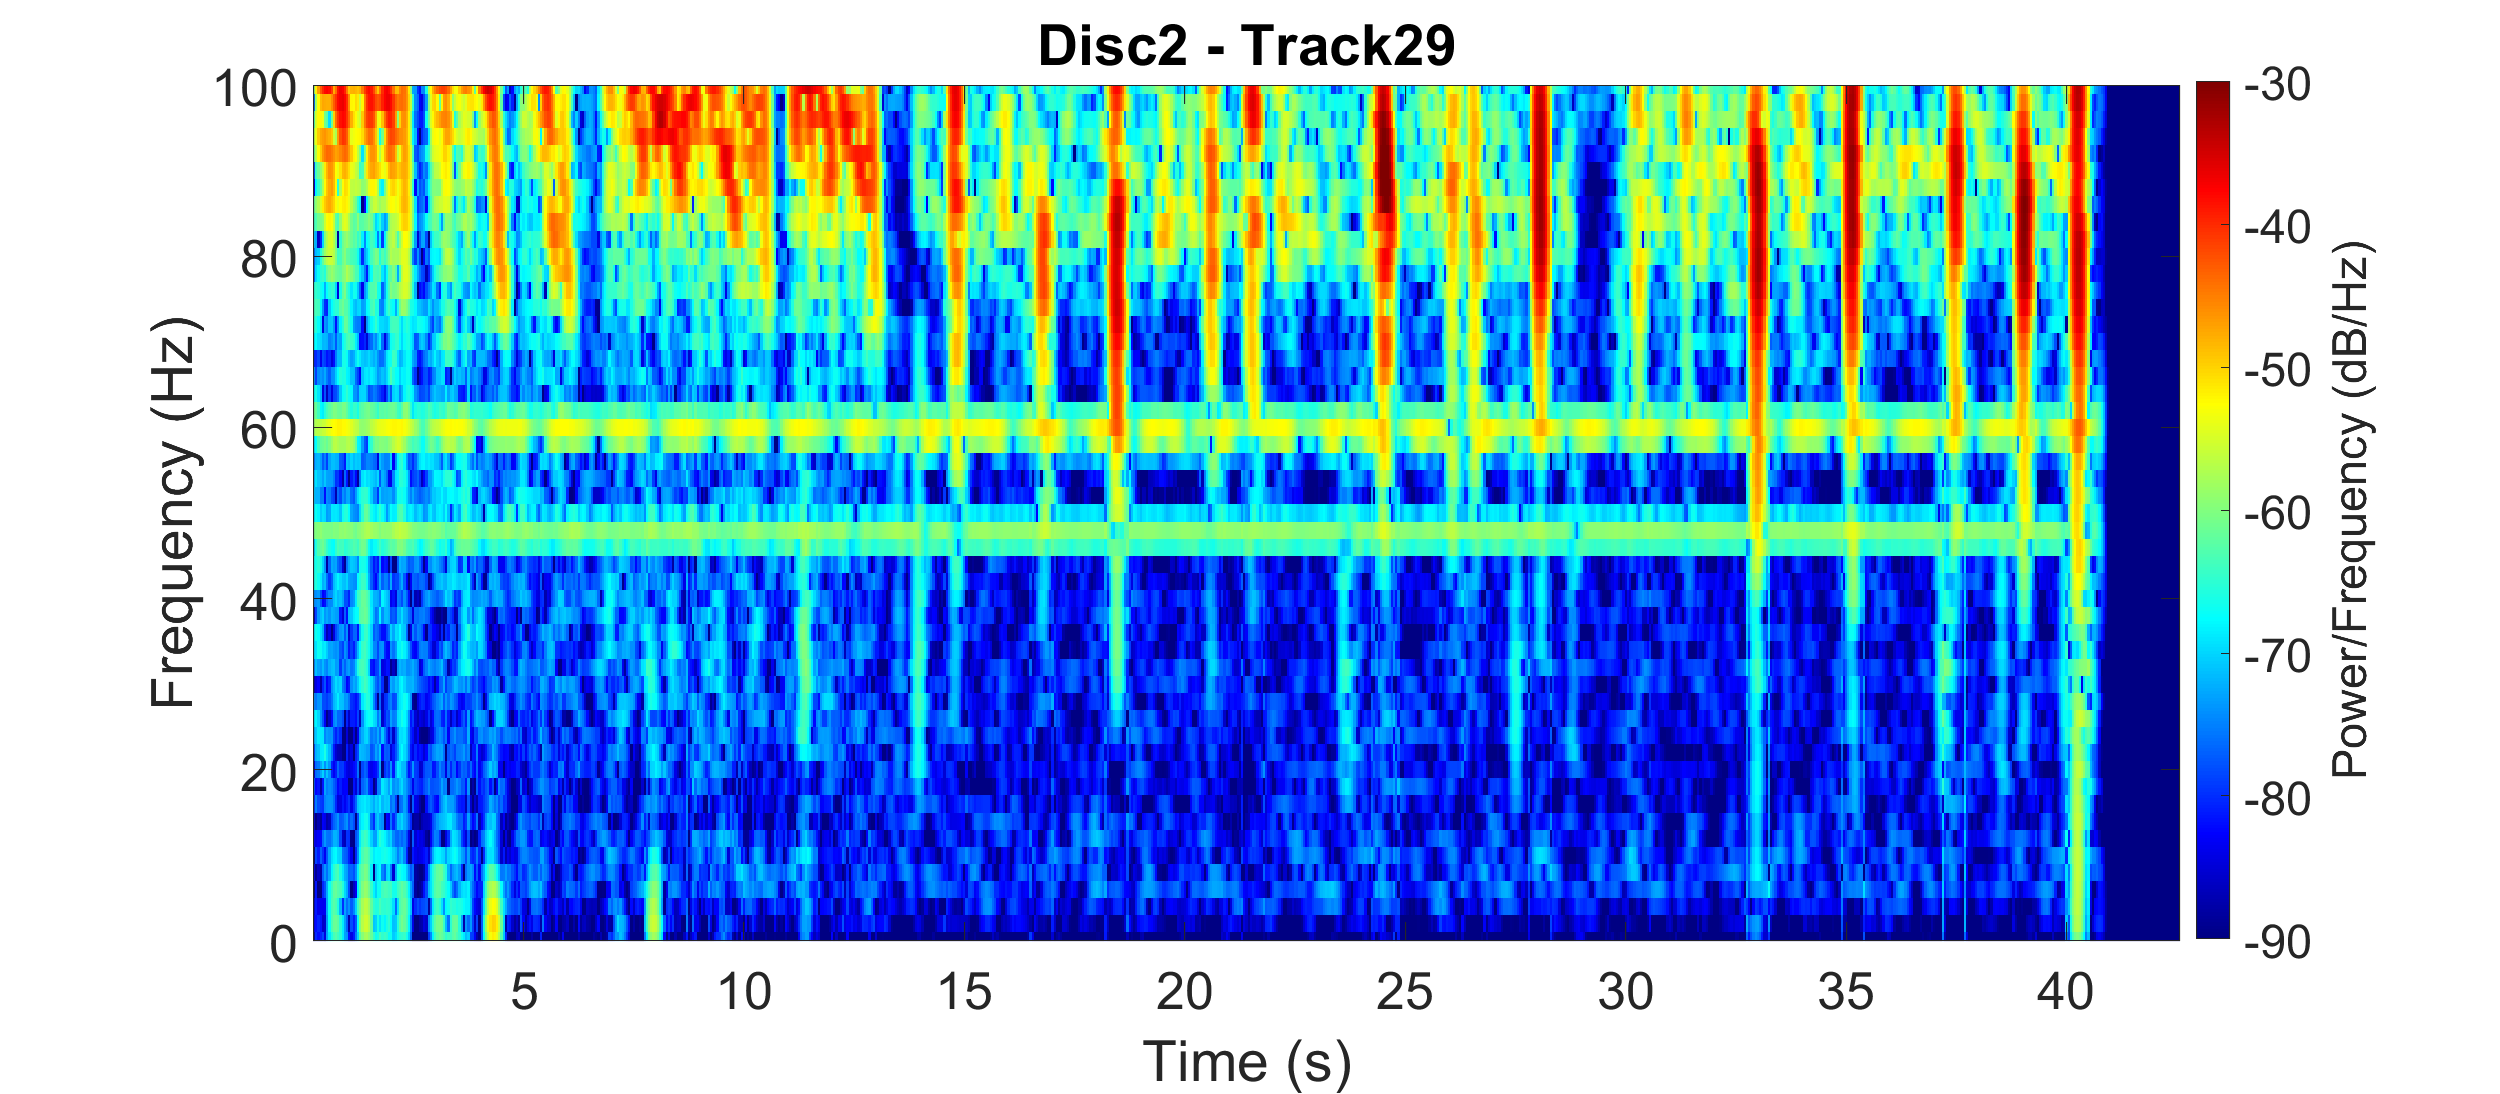 Disc2 - Track29
100
80
60
40
20
0
Frequency (Hz)
5 10 15 20 25 30 35 40
Time (s)
-30
-40
-50
-60
-70
-80
-90
Power/Frequency (dB/Hz)